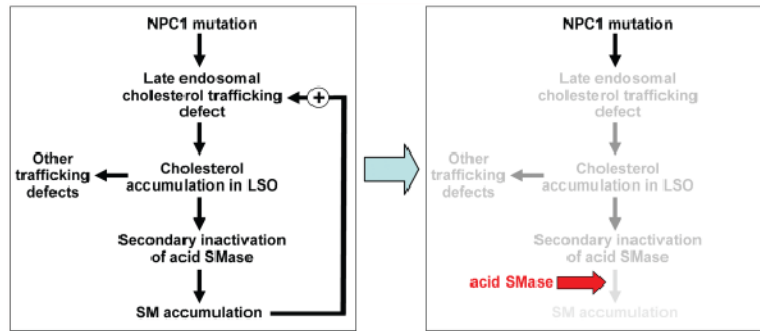 NPC1 mutation
Late endosomal
cholesterol trafficking
defect
+
Other
trafficking
defects
Cholesterol
accumulation in LSO
Secondary inactivation
of acid SMase
SM accumulation
NPC1 mutation
Late endosomal
cholesterol trafficking
defect
Other
trafficking
defects
Cholesterol
accumulation in LSO
Secondary inactivation
of acid SMase
acid SMase
SM accumulation